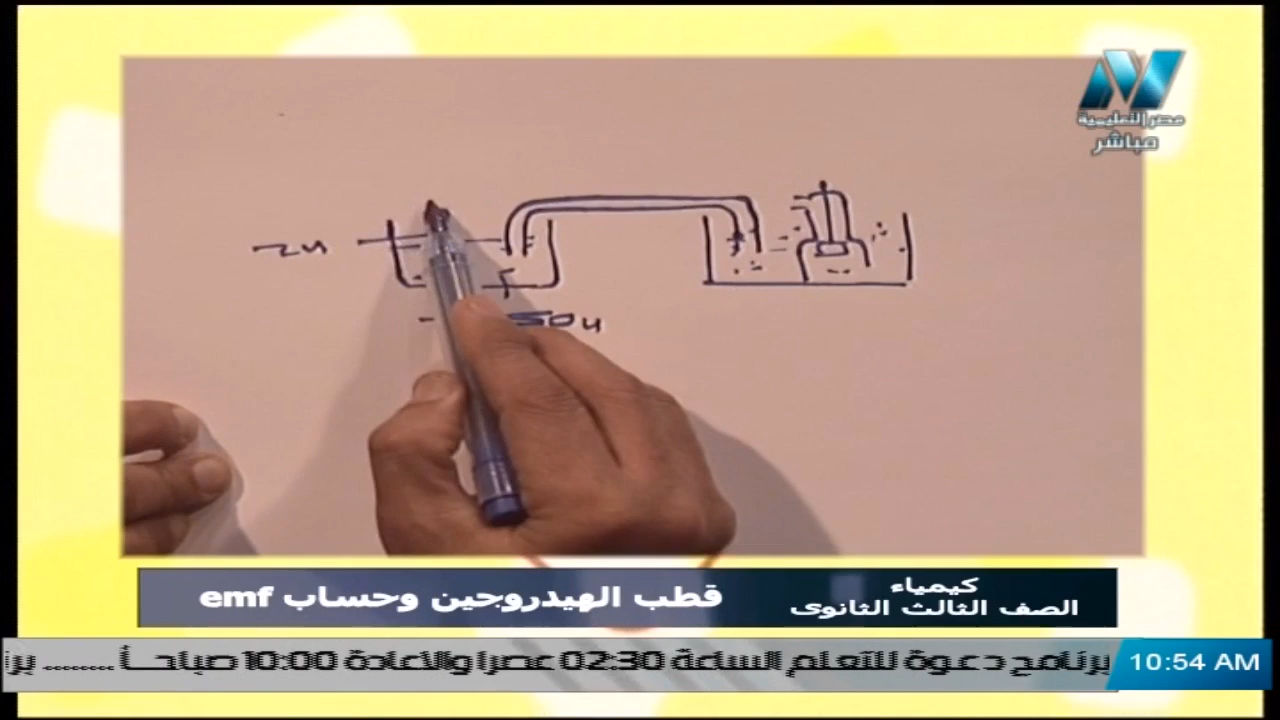 مصر التعليمية
مباشر
Zn
SO4
كيمياء
الصف الثالث الثانوى
قطب الهيدروجين وحساب emf
برنامج دعوة للتعلم الساعة 02:30 عصرا والاعادة 10:00 صباحـا ........
10:54 AM